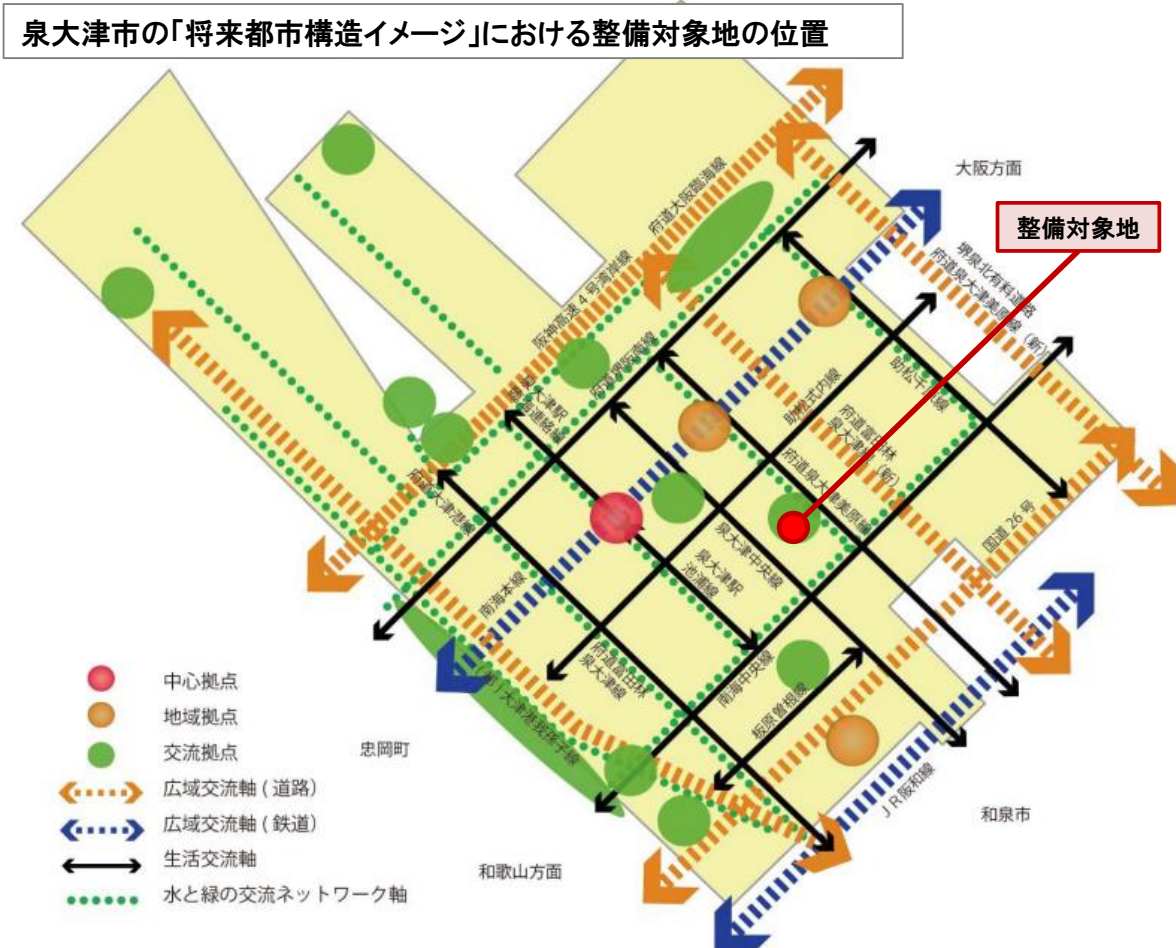 泉大津市の「将来都市構造イメージ」における整備対象地の位置
大阪方面
整備対象地
府道大阪臨海線
阪神高速4号湾岸線
堺泉北有料道路
府道泉大津美原線(新)
府道堺阪南線
助松千原線
助松式内線
府道富田林
泉大津線(新)
府道泉大津美原線
国道26号
府道大津港線
泉大津中央線
泉大津駅
池浦線
南海本線
府道富田林
泉大津線
南海中央線
板原曽根線
大津港我孫子線
JR阪和線
忠岡町
和泉市
和歌山方面
中心拠点
地域拠点
交流拠点
広域交流軸(道路)
広域交流軸(鉄道)
生活交流軸
水と緑の交流ネットワーク軸